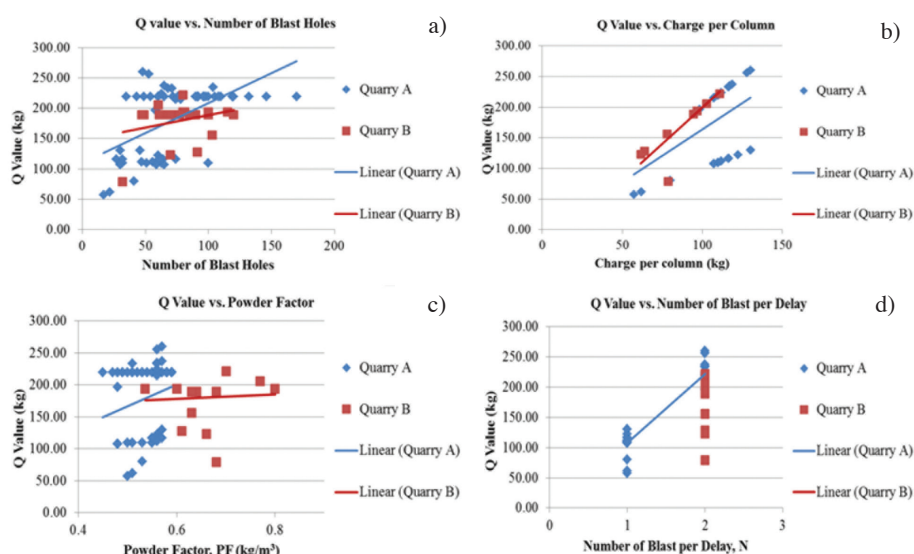 Q value vs. Number of Blast Holes
a)
Q Value (kg)
300.00
250.00
200.00
150.00
100.00
50.00
0.00
0
50
100
150
200
Number of Blast Holes
Quarry A
Quarry B
Linear (Quarry A)
Linear (Quarry B)
Q Value vs. Charge per Column
b)
Q Value (kg)
300.00
250.00
200.00
150.00
100.00
50.00
0.00
0
50
100
150
Charge per column (kg)
Quarry A
Quarry B
Linear (Quarry A)
Linear (Quarry B)
Q Value vs. Powder Factor
c)
Q Value (kg)
300.00
250.00
200.00
150.00
100.00
50.00
0.00
0.4
0.6
0.8
Powder Factor, PF (kg/m³)
Quarry A
Quarry B
Linear (Quarry A)
Linear (Quarry B)
Q Value vs. Number of Blast per Delay
d)
Q Value (kg)
300.00
250.00
200.00
150.00
100.00
50.00
0.00
0
1
2
3
Number of Blast per Delay, N
Quarry A
Quarry B
Linear (Quarry A)
Linear (Quarry B)